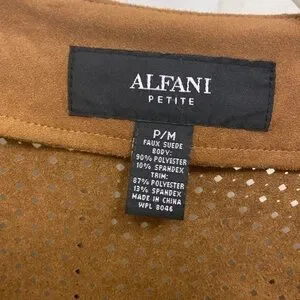 ALFANI
PETITE
P/M
FAUX SUEDE
BODY:
90% POLYESTER
10% SPANDEX
TRIM:
87% POLYESTER
13% SPANDEX
MADE IN CHINA
WPL 8046